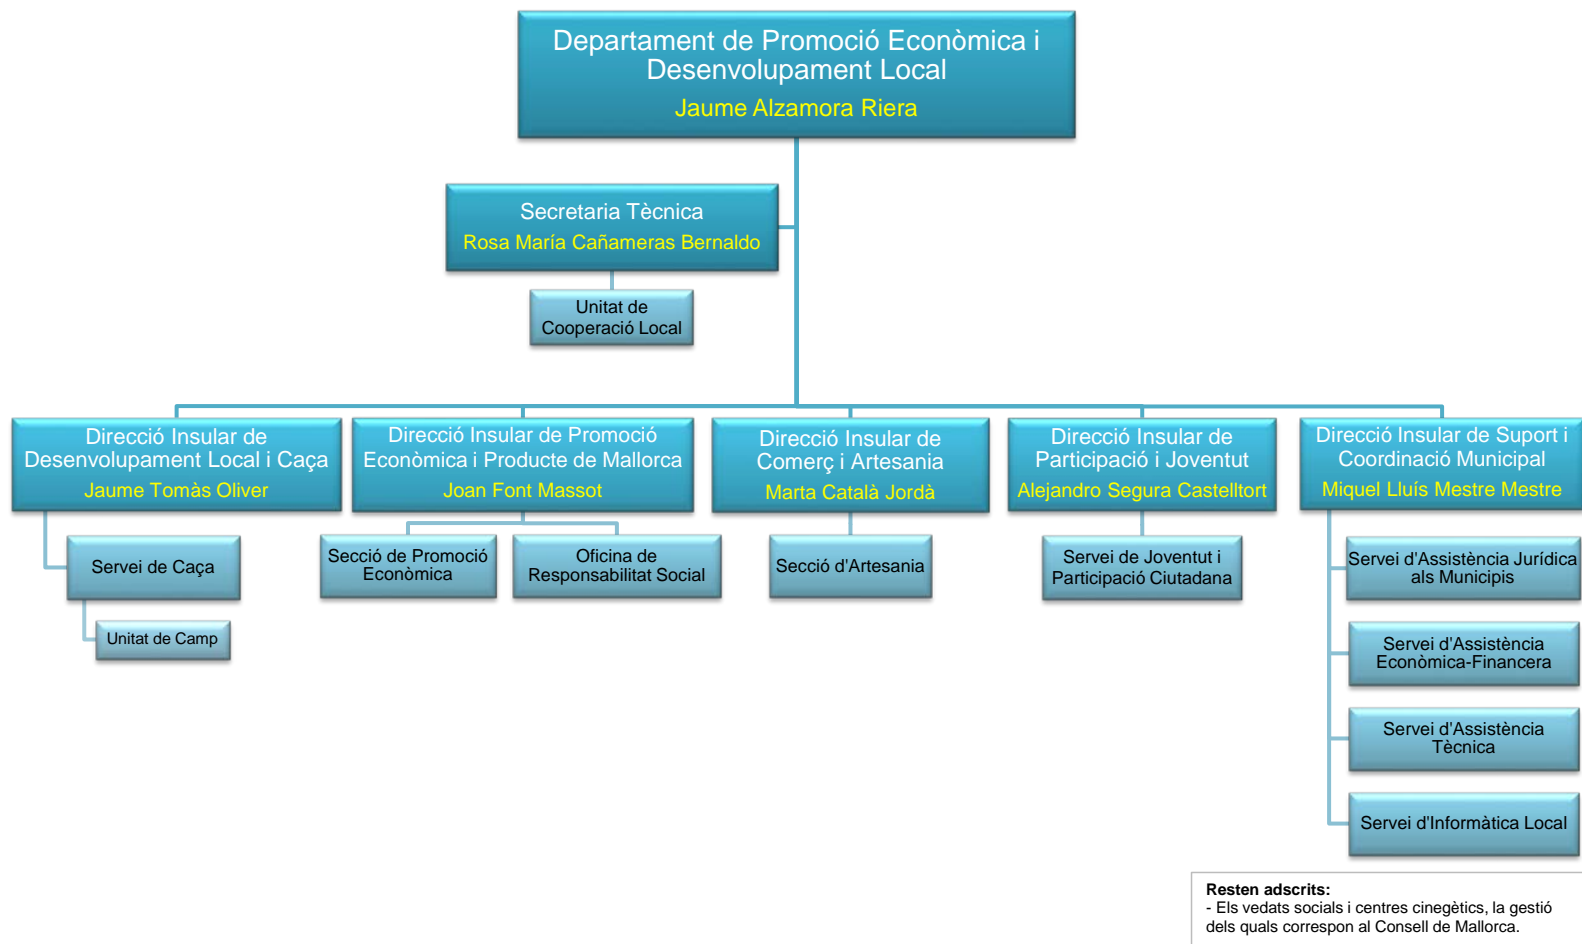 Departament de Promoció Econòmica i
Desenvolupament Local
Jaume Alzamora Riera
Secretaria Tècnica
Rosa María Cañameras Bernaldo
Unitat de
Cooperació Local
Direcció Insular de
Desenvolupament Local i Caça
Jaume Tomàs Oliver
Direcció Insular de Promoció
Econòmica i Producte de Mallorca
Joan Font Massot
Direcció Insular de
Comerç i Artesania
Marta Català Jordà
Direcció Insular de
Participació i Joventut
Alejandro Segura Castelltort
Direcció Insular de Suport i
Coordinació Municipal
Miquel Lluís Mestre Mestre
Servei de Caça
Unitat de Camp
Secció de Promoció
Econòmica
Oficina de
Responsabilitat Social
Secció d'Artesania
Servei de Joventut i
Participació Ciutadana
Servei d'Assistència Jurídica
als Municipis
Servei d'Assistència
Econòmica-Financera
Servei d'Assistència
Tècnica
Servei d'Informàtica Local
Resten adscrits:
- Els vedats socials i centres cinegètics, la gestió
dels quals correspon al Consell de Mallorca.